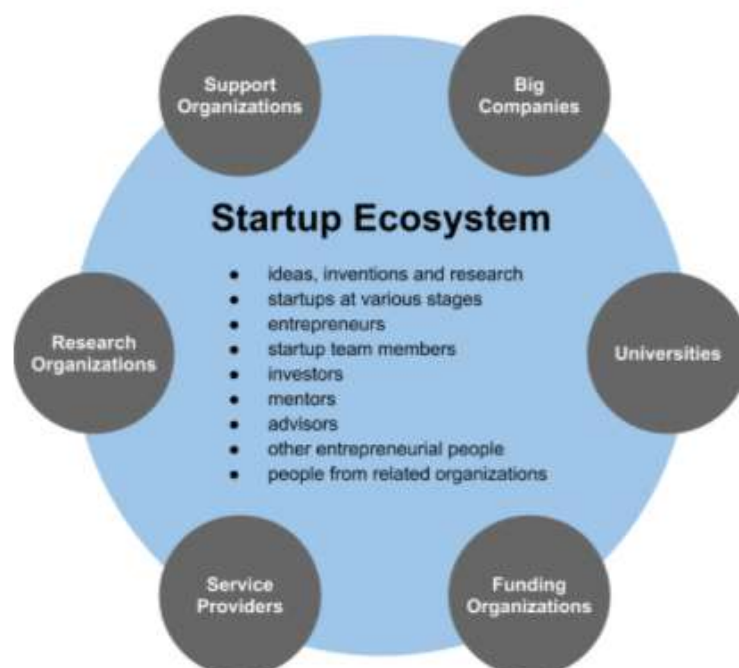 Support
Organizations
Big
Companies
Startup Ecosystem
● ideas, inventions and research
● startups at various stages
● entrepreneurs
● startup team members
● investors
● mentors
● advisors
● other entrepreneurial people
● people from related organizations
Research
Organizations
Universities
Service
Providers
Funding
Organizations